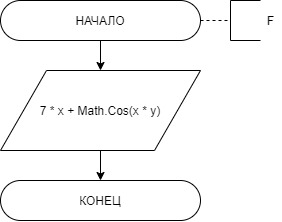 НАЧАЛО
F
7 * x + Math.Cos(x * y)
КОНЕЦ